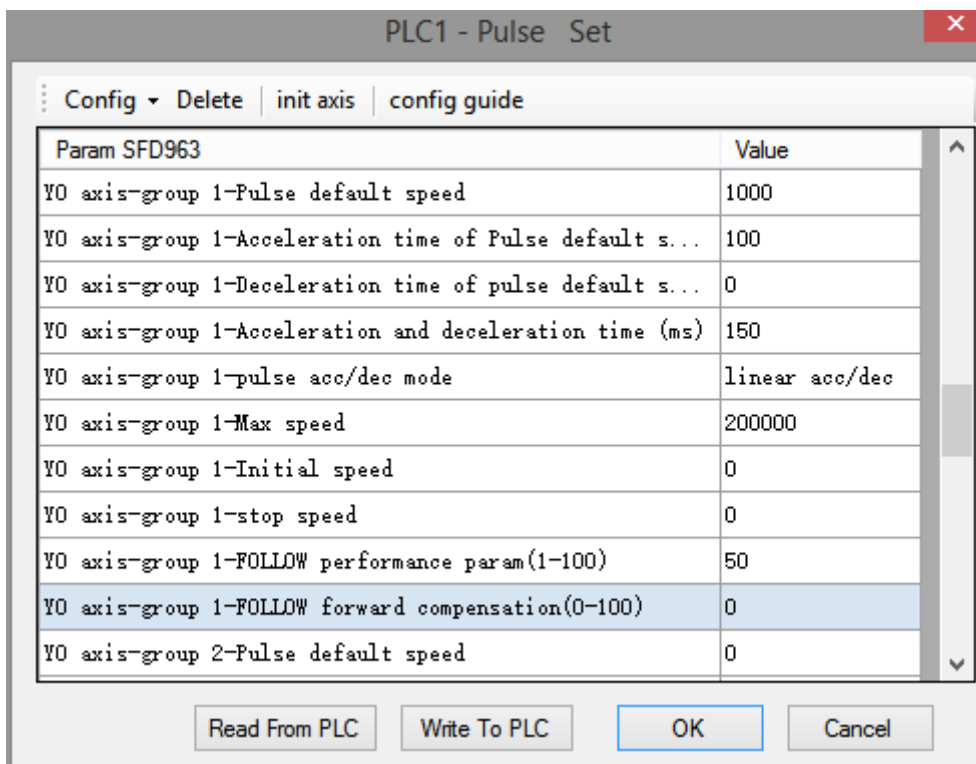 PLC1 - Pulse Set
Config Delete init axis config guide
Param SFD963 Value
Y0 axis-group 1-Pulse default speed 1000
Y0 axis-group 1-Acceleration time of Pulse default s... 100
Y0 axis-group 1-Deceleration time of pulse default s... 0
Y0 axis-group 1-Acceleration and deceleration time (ms) 150
Y0 axis-group 1-pulse acc/dec mode linear acc/dec
Y0 axis-group 1-Max speed 200000
Y0 axis-group 1-Initial speed 0
Y0 axis-group 1-stop speed 0
Y0 axis-group 1-FOLLOW performance param(1-100) 50
Y0 axis-group 1-FOLLOW forward compensation(0-100) 0
Y0 axis-group 2-Pulse default speed 0
Read From PLC Write To PLC OK Cancel